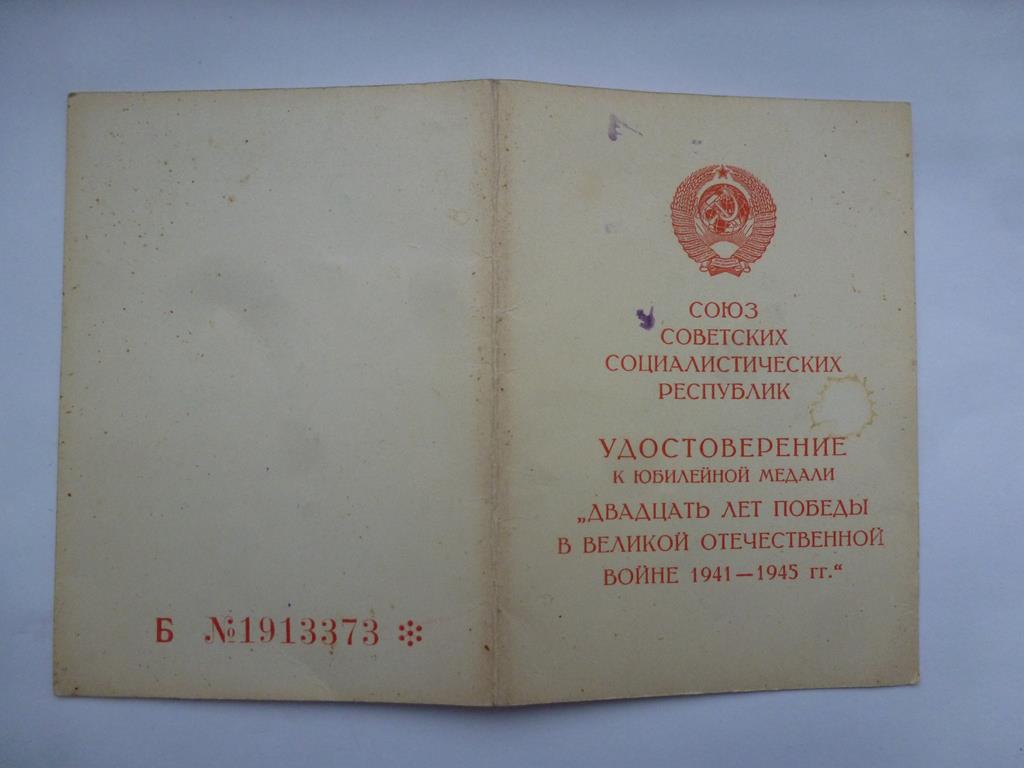 Б №1913373
СОЮЗ
СОВЕТСКИХ
СОЦИАЛИСТИЧЕСКИХ
РЕСПУБЛИК
УДОСТОВЕРЕНИЕ
К ЮБИЛЕЙНОЙ МЕДАЛИ
„ДВАДЦАТЬ ЛЕТ ПОБЕДЫ
В ВЕЛИКОЙ ОТЕЧЕСТВЕННОЙ
ВОЙНЕ 1941—1945 гг.“